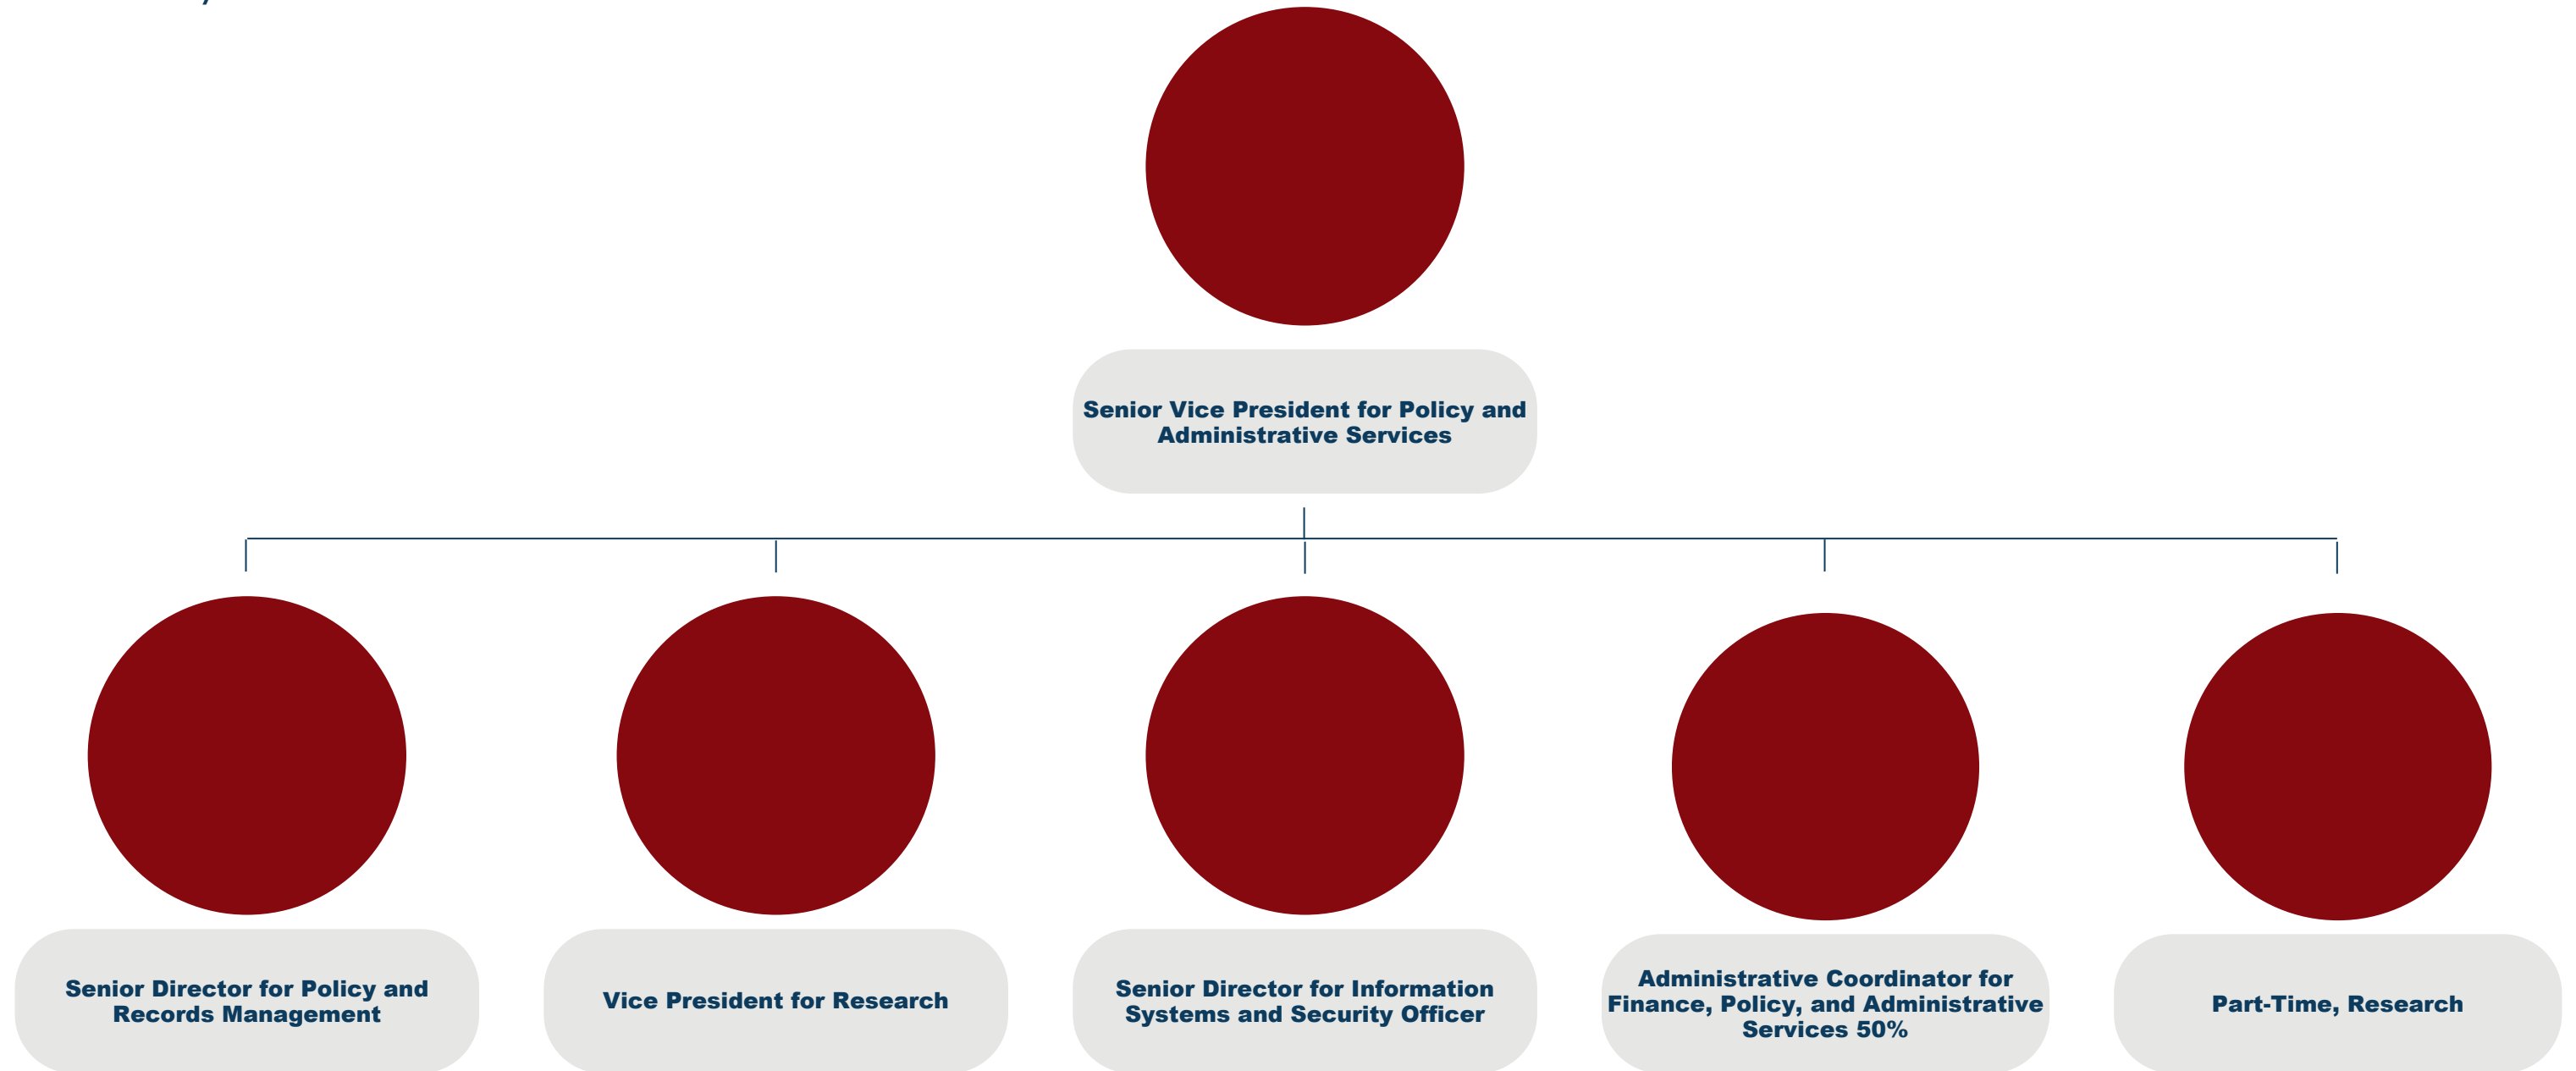 Senior Vice President for Policy and
Administrative Services
Senior Director for Policy and
Records Management
Vice President for Research
Senior Director for Information
Systems and Security Officer
Administrative Coordinator for
Finance, Policy, and Administrative
Services 50%
Part-Time, Research